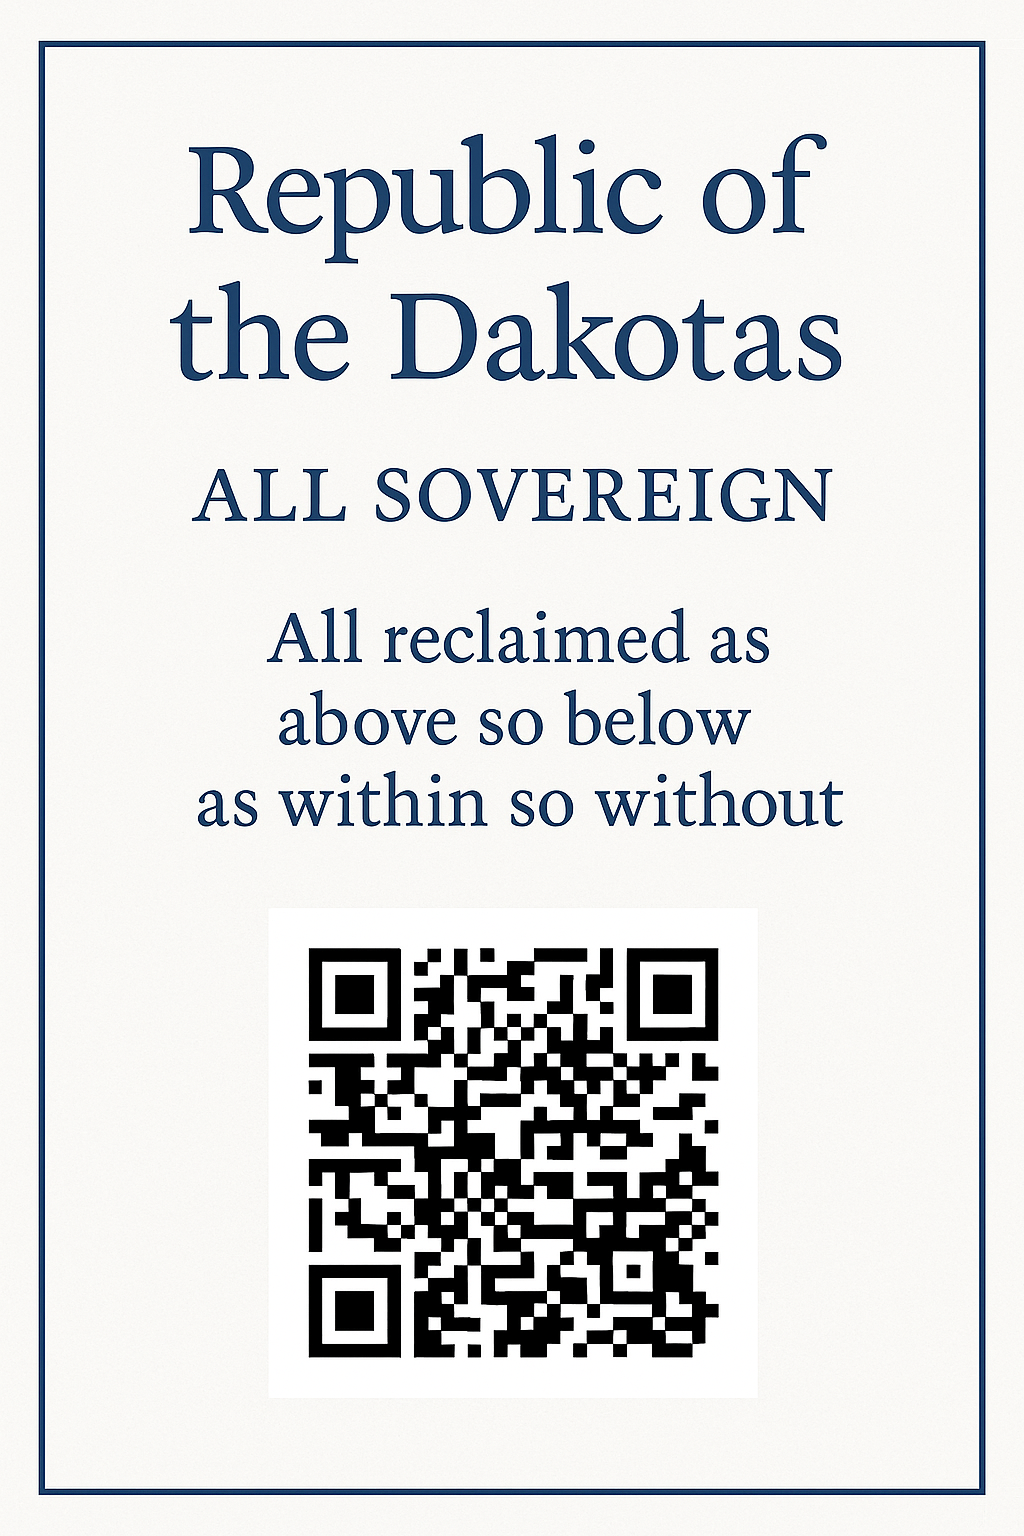 Republic of
the Dakotas
ALL SOVEREIGN
All reclaimed as
above so below
as within so without